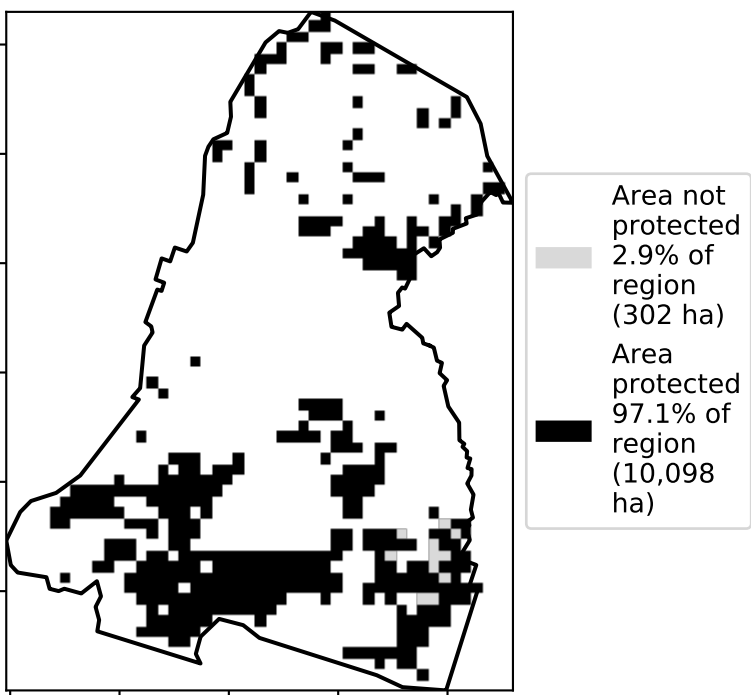 Area not
protected
2.9% of
region
(302 ha)
Area
protected
97.1% of
region
(10,098
ha)